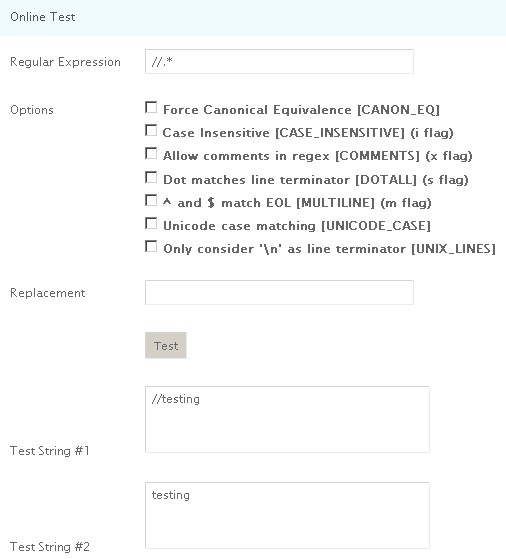 Online Test
Regular Expression
//.*
Options
Force Canonical Equivalence [CANON_EQ]
Case Insensitive [CASE_INSENSITIVE] (i flag)
Allow comments in regex [COMMENTS] (x flag)
Dot matches line terminator [DOTALL] (s flag)
^ and $ match EOL [MULTILINE] (m flag)
Unicode case matching [UNICODE_CASE]
Only consider '\n' as line terminator [UNIX_LINES]
Replacement
Test
//testing
Test String #1
testing
Test String #2